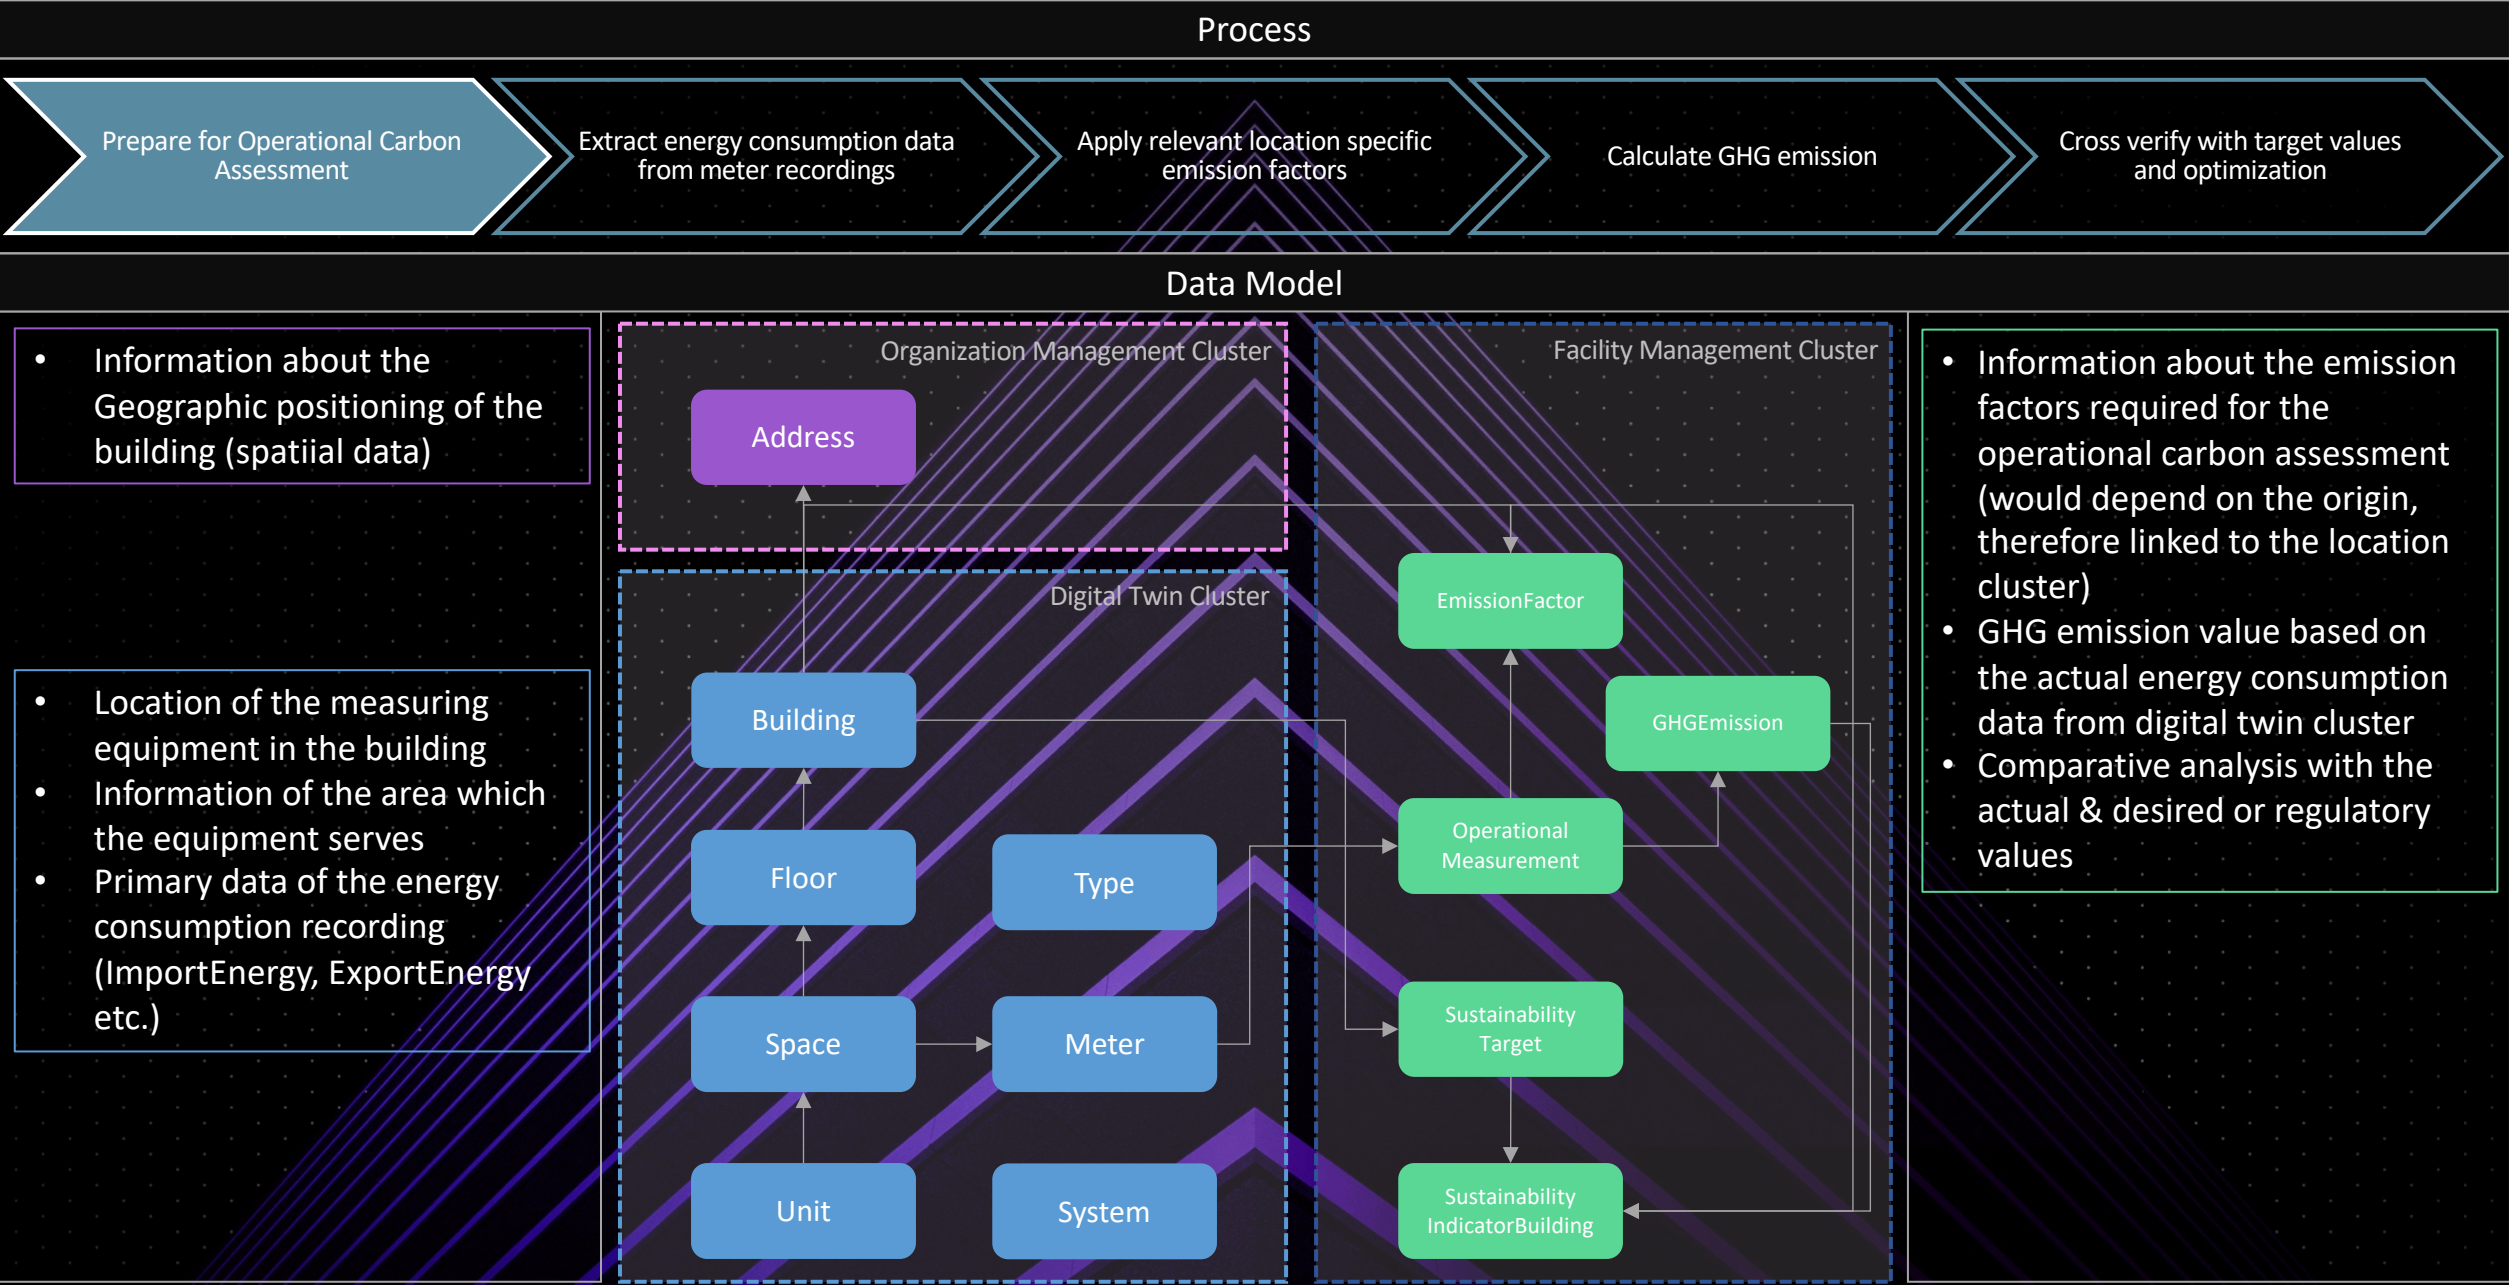 Process
Prepare for Operational Carbon
Assessment
Extract energy consumption data
from meter recordings
Apply relevant location specific
emission factors
Calculate GHG emission
Cross verify with target values
and optimization
Data Model
• Information about the
Geographic positioning of the
building (spatiial data)
• Location of the measuring
equipment in the building
• Information of the area which
the equipment serves
• Primary data of the energy
consumption recording
(ImportEnergy, ExportEnergy
etc.)
Organization Management Cluster
Address
Digital Twin Cluster
Building
Floor
Type
Space
Meter
Unit
System
Facility Management Cluster
EmissionFactor
GHGEmission
Operational
Measurement
Sustainability
Target
Sustainability
IndicatorBuilding
• Information about the emission
factors required for the
operational carbon assessment
(would depend on the origin,
therefore linked to the location
cluster)
• GHG emission value based on
the actual energy consumption
data from digital twin cluster
• Comparative analysis with the
actual & desired or regulatory
values